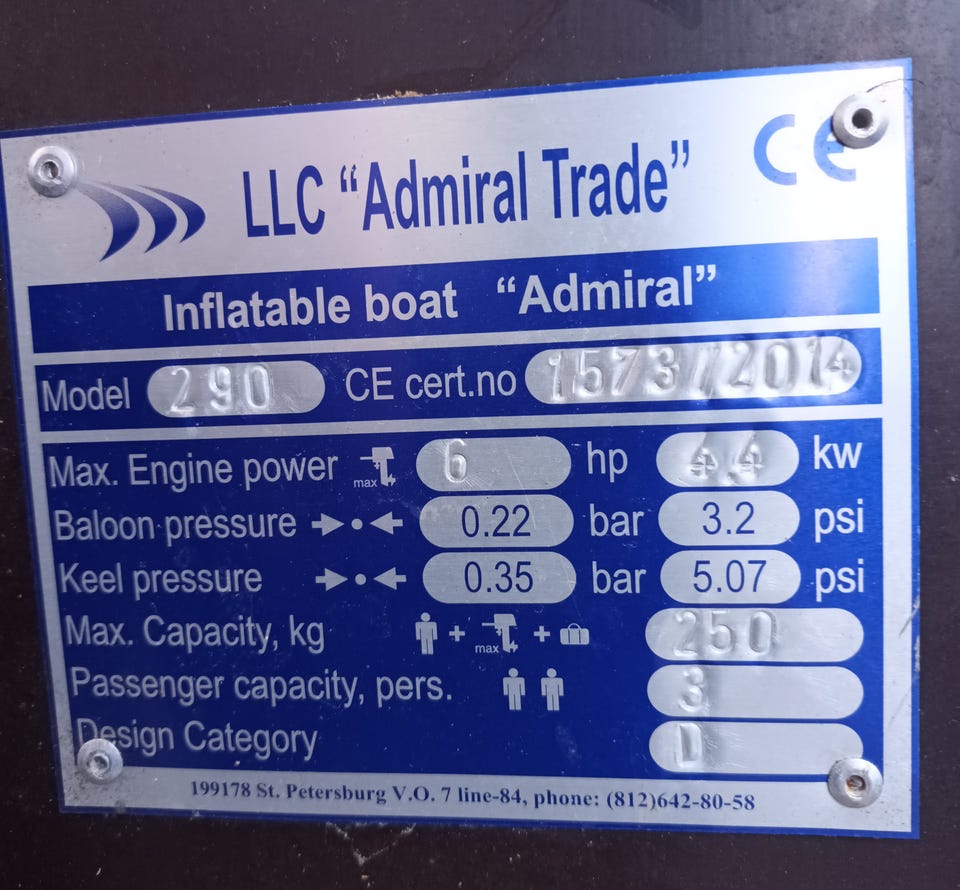 CE
LLC “Admiral Trade”
Inflatable boat “Admiral”
Model 290 CE cert.no 1573/2014
Max. Engine power max 6 hp 44 kw
Baloon pressure 0.22 bar 3.2 psi
Keel pressure 0.35 bar 5.07 psi
Max. Capacity, kg + max + 250
Passenger capacity, pers. 3
Design Category D
199178 St. Petersburg V.O. 7 line-84, phone: (812)642-80-58